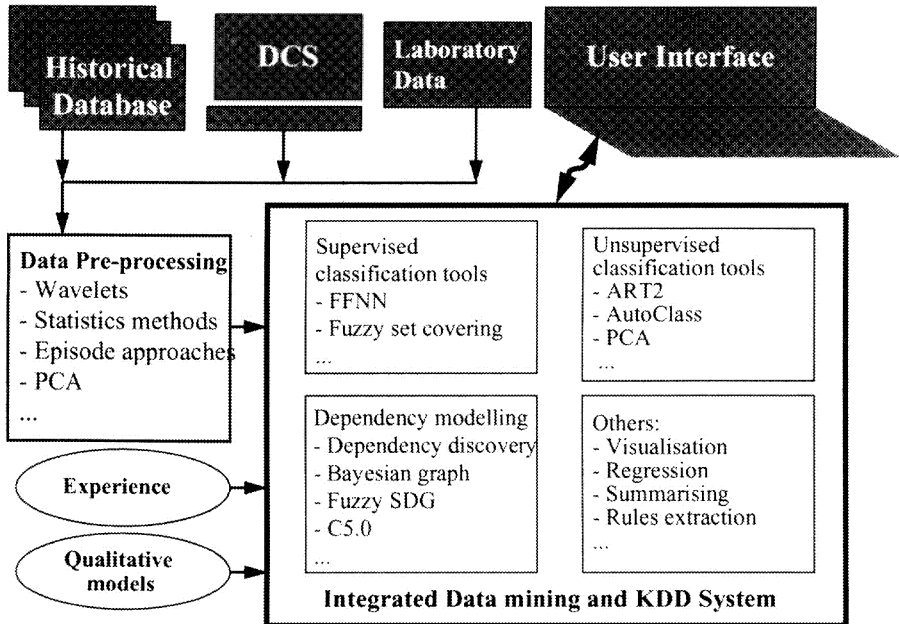 Historical
Database
DCS
Laboratory
Data
User Interface
Data Pre-processing
- Wavelets
- Statistics methods
- Episode approaches
- PCA
...
Supervised
classification tools
- FFNN
- Fuzzy set covering
...
Unsupervised
classification tools
- ART2
- AutoClass
- PCA
...
Dependency modelling
- Dependency discovery
- Bayesian graph
- Fuzzy SDG
- C5.0
...
Others:
- Visualisation
- Regression
- Summarising
- Rules extraction
...
Experience
Qualitative
models
Integrated Data mining and KDD System